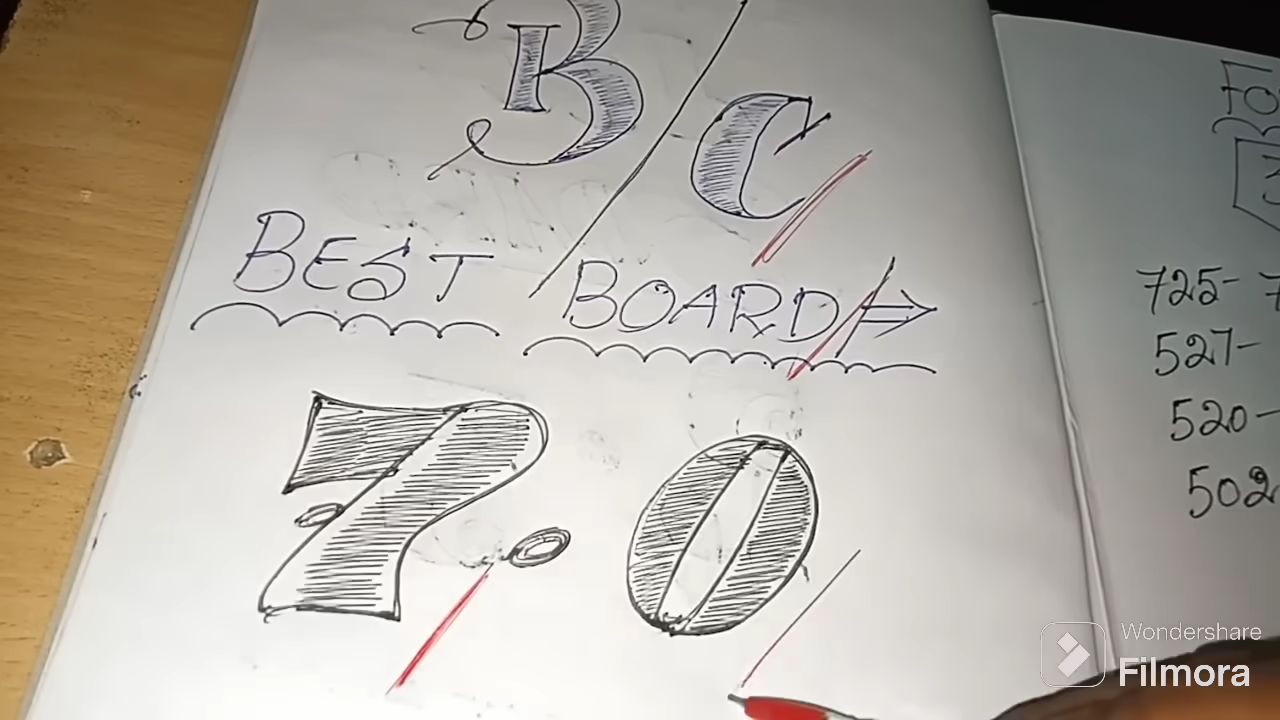 B/C
BEST BOARD
7.0
725-
527-
520-
502
Wondershare
Filmora